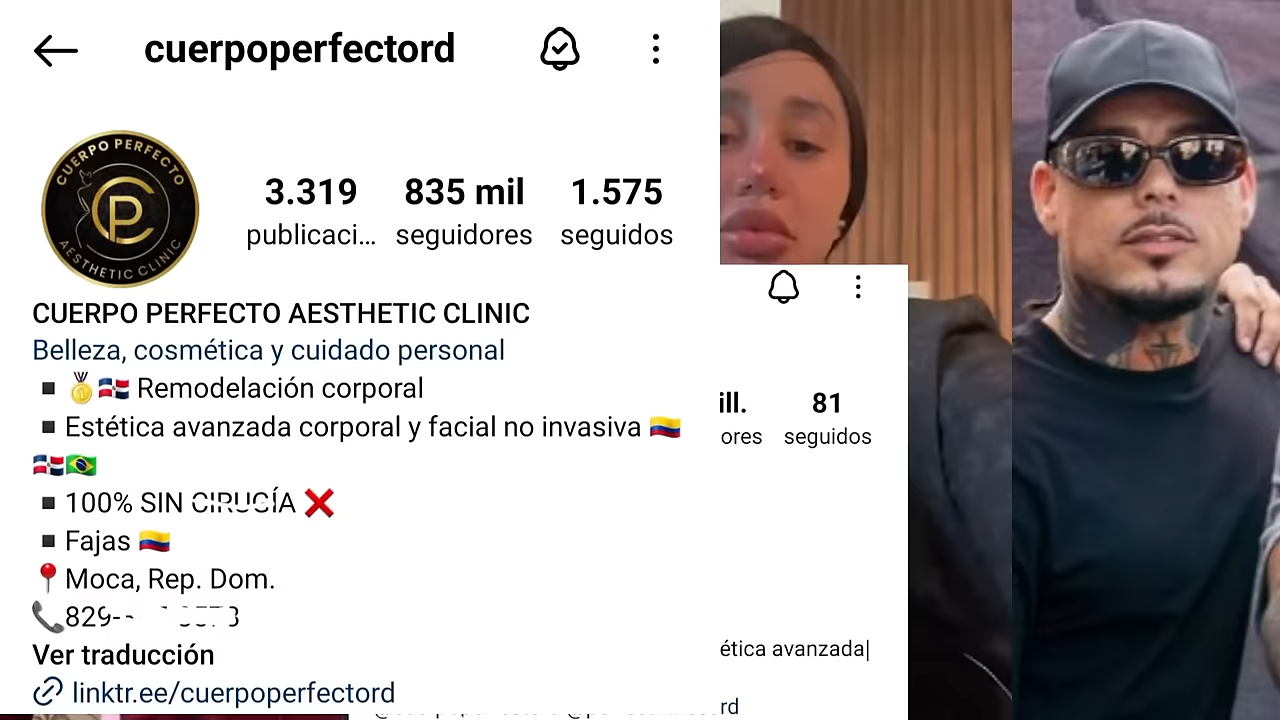 cuerpoperfectord
CUERPO PERFECTO
CP
AESTHETIC CLINIC
3.319 835 mil 1.575
publicaci... seguidores seguidos
CUERPO PERFECTO AESTHETIC CLINIC
Belleza, cosmética y cuidado personal
▪️🥇🇩🇴 Remodelación corporal
▪️Estética avanzada corporal y facial no invasiva 🇨🇴
🇩🇴🇧🇷
▪️100% SIN CIRUGÍA ❌
▪️Fajas 🇨🇴
📍Moca, Rep. Dom.
📞829-
Ver traducción
linktr.ee/cuerpoperfectord
ill. 81
ores seguidos
ética avanzada|
rd